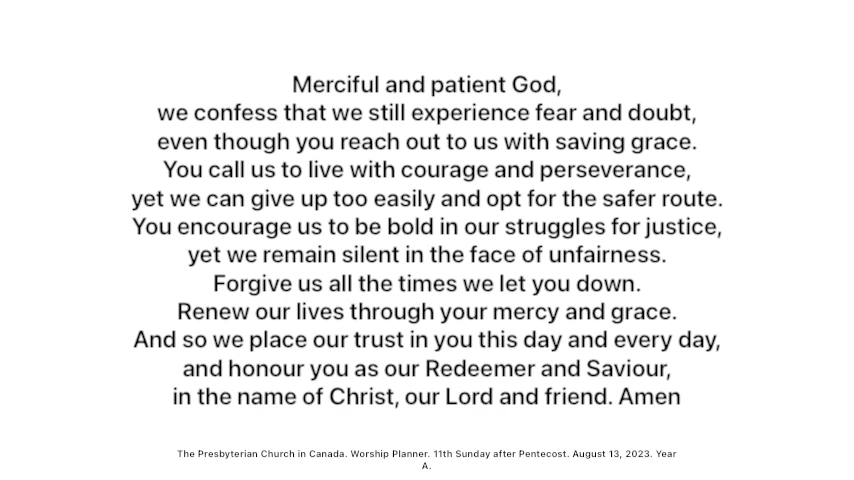 Merciful and patient God,
we confess that we still experience fear and doubt,
even though you reach out to us with saving grace.
You call us to live with courage and perseverance,
yet we can give up too easily and opt for the safer route.
You encourage us to be bold in our struggles for justice,
yet we remain silent in the face of unfairness.
Forgive us all the times we let you down.
Renew our lives through your mercy and grace.
And so we place our trust in you this day and every day,
and honour you as our Redeemer and Saviour,
in the name of Christ, our Lord and friend. Amen
The Presbyterian Church in Canada. Worship Planner. 11th Sunday after Pentecost. August 13, 2023. Year
A.